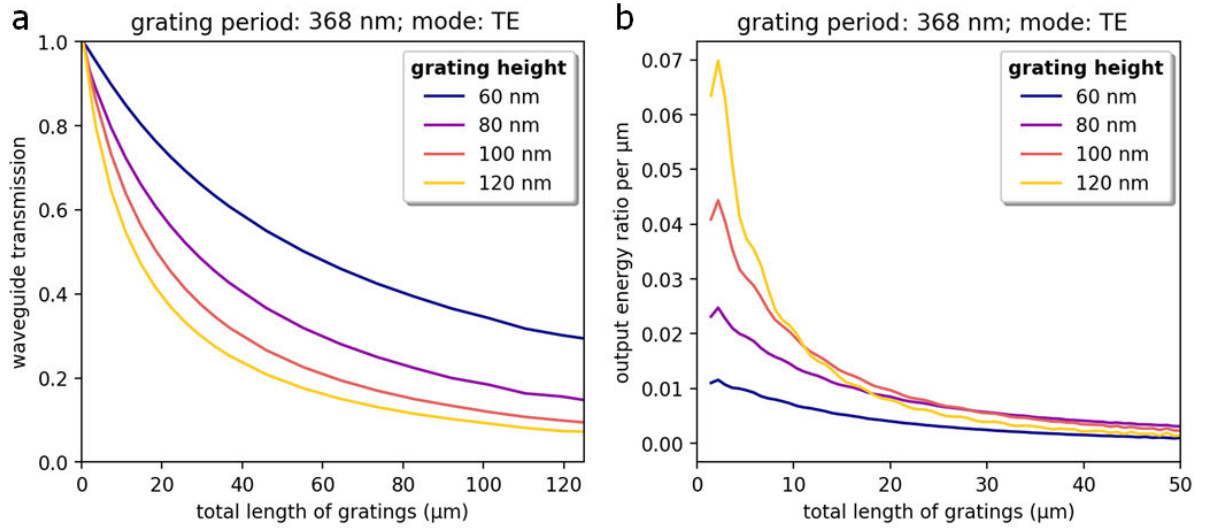 a
grating period: 368 nm; mode: TE
waveguide transmission
1.0
0.8
0.6
0.4
0.2
0.0
grating height
60 nm
80 nm
100 nm
120 nm
0 20 40 60 80 100 120
total length of gratings (μm)
b
grating period: 368 nm; mode: TE
output energy ratio per μm
0.07
0.06
0.05
0.04
0.03
0.02
0.01
0.00
grating height
60 nm
80 nm
100 nm
120 nm
0 10 20 30 40 50
total length of gratings (μm)